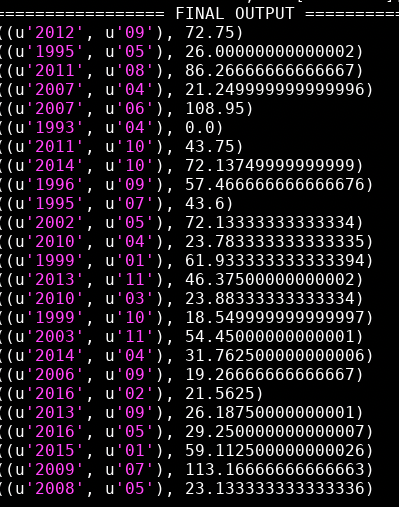 ================= FINAL OUTPUT ==========
((u'2012', u'09'), 72.75)
((u'1995', u'05'), 26.00000000000002)
((u'2011', u'08'), 86.26666666666667)
((u'2007', u'04'), 21.249999999999996)
((u'2007', u'06'), 108.95)
((u'1993', u'04'), 0.0)
((u'2011', u'10'), 43.75)
((u'2014', u'10'), 72.13749999999999)
((u'1996', u'09'), 57.466666666666676)
((u'1995', u'07'), 43.6)
((u'2002', u'05'), 72.13333333333334)
((u'2010', u'04'), 23.783333333333335)
((u'1999', u'01'), 61.933333333333394)
((u'2013', u'11'), 46.37500000000002)
((u'2010', u'03'), 23.88333333333334)
((u'1999', u'10'), 18.549999999999997)
((u'2003', u'11'), 54.45000000000001)
((u'2014', u'04'), 31.762500000000006)
((u'2006', u'09'), 19.26666666666667)
((u'2016', u'02'), 21.5625)
((u'2013', u'09'), 26.18750000000001)
((u'2016', u'05'), 29.250000000000007)
((u'2015', u'01'), 59.112500000000026)
((u'2009', u'07'), 113.16666666666663)
((u'2008', u'05'), 23.133333333333336)